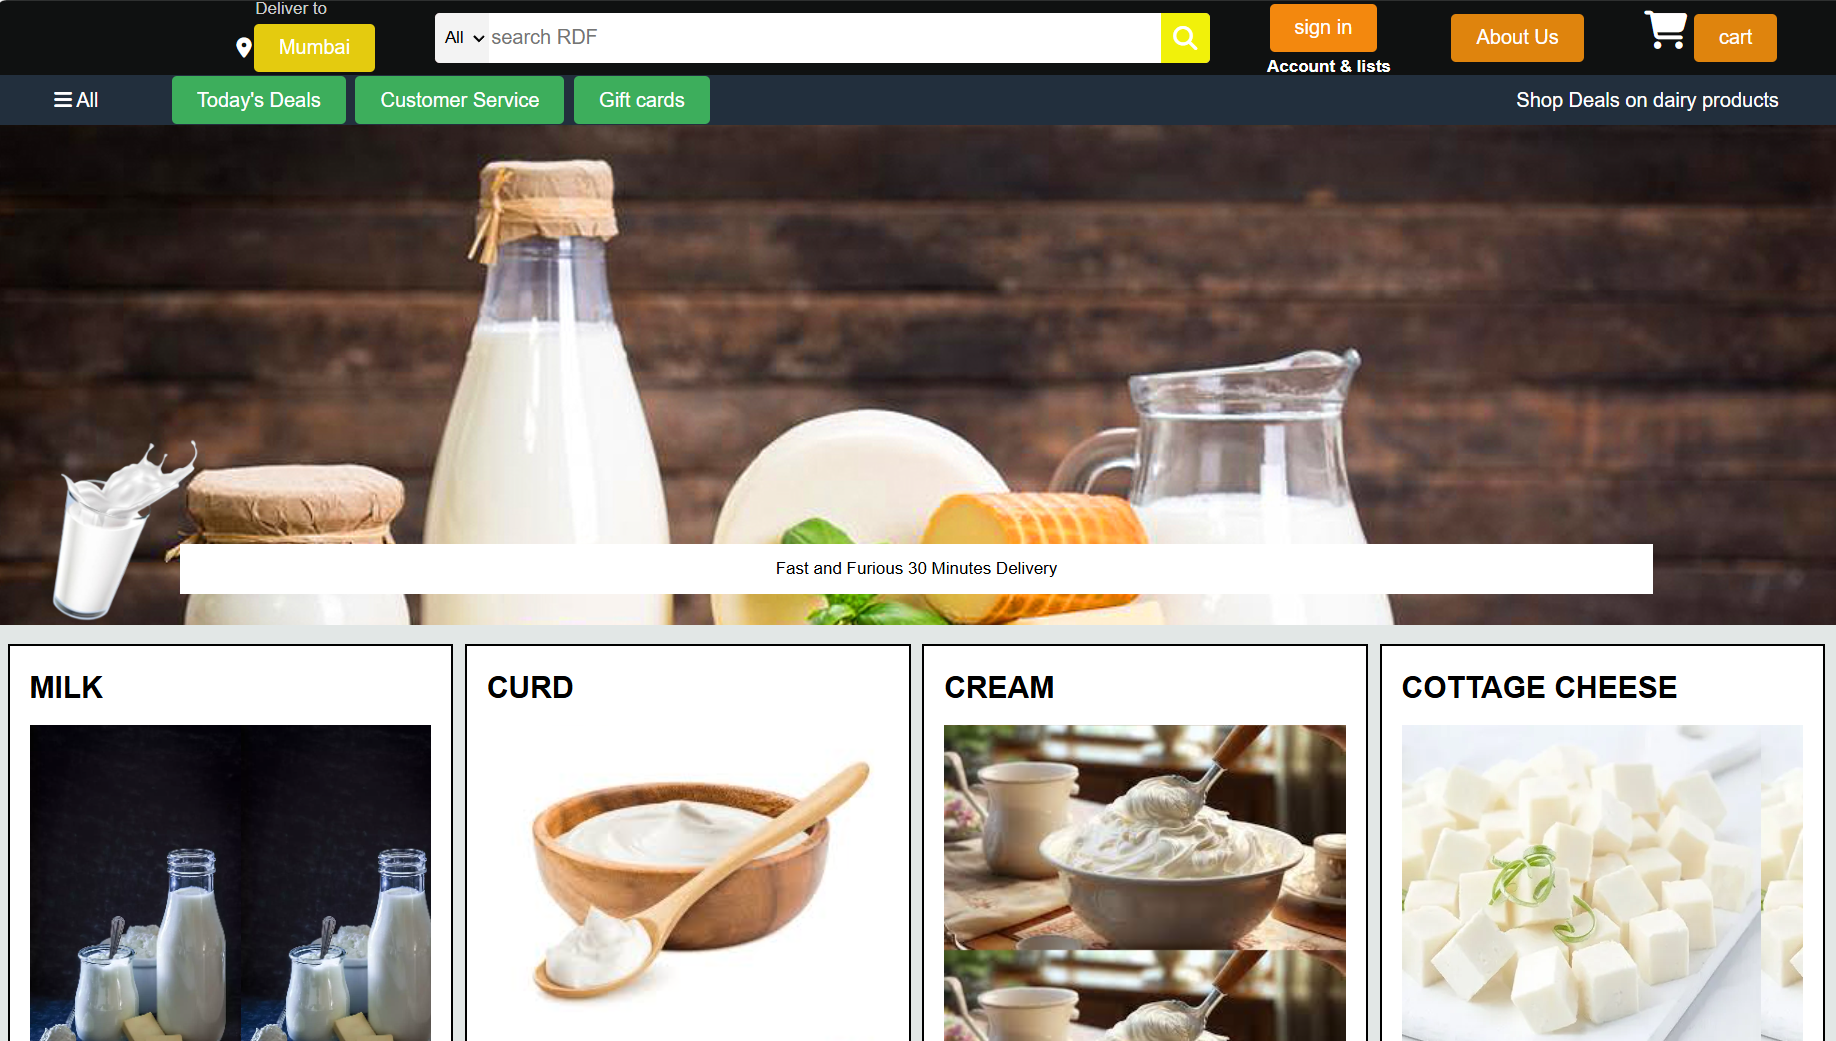 Deliver to
Mumbai
All
search RDF
sign in
Account & lists
About Us
cart
All
Today's Deals
Customer Service
Gift cards
Shop Deals on dairy products
Fast and Furious 30 Minutes Delivery
MILK
CURD
CREAM
COTTAGE CHEESE